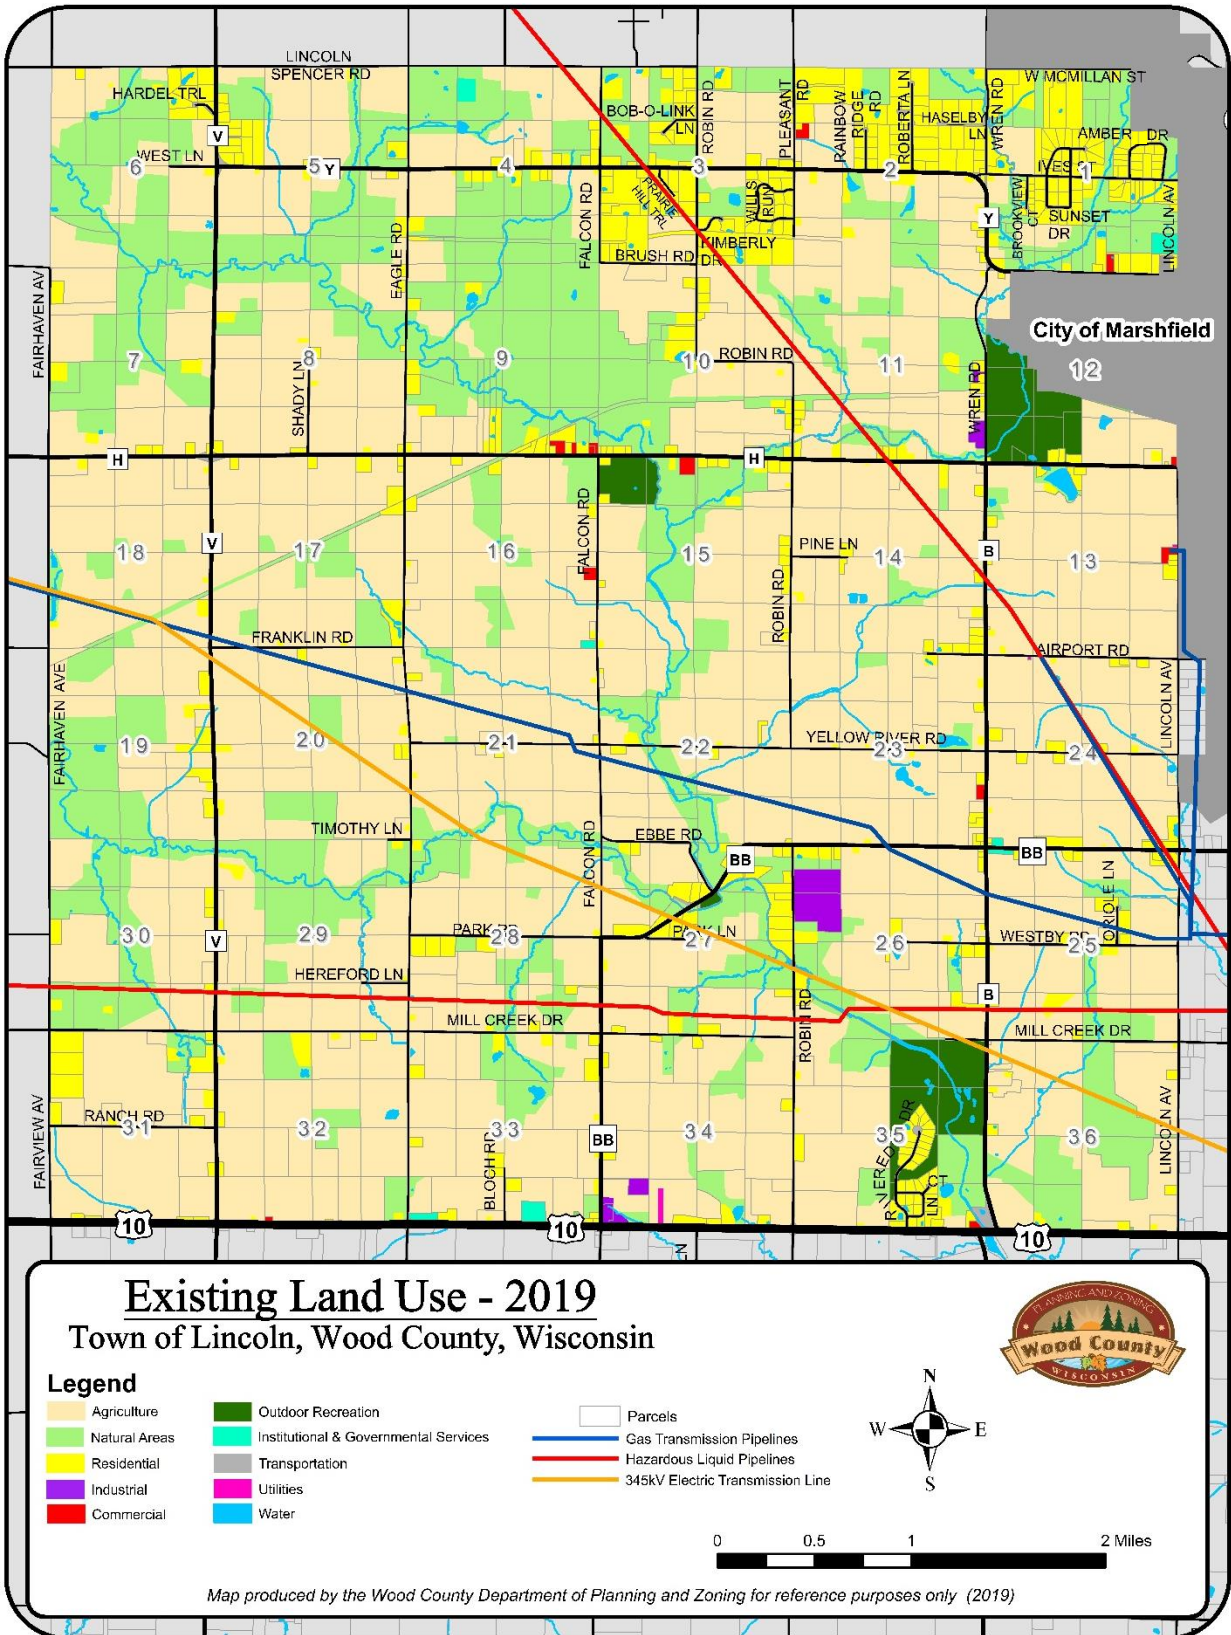 LINCOLN
SPENCER RD
W MCMILLAN ST
HARDEL TRL
BOB-O-LINK
LN
ROBIN RD
PLEASANT
RD
RAINBOW
RIDGE
RD
ROBERTA LN
HASELBY
LN
WREN RD
AMBER DR
V
WEST LN
6
5
Y
4
3
2
IVES ST
1
FALCON RD
PRAIRIE
HILL TRL
WILLS
RUN
Y
BROOKVIEW
CT
SUNSET
DR
LINCOLN AV
EAGLE RD
KIMBERLY
DR
BRUSH RD
FAIRHAVEN AV
City of Marshfield
7
8
9
10
ROBIN RD
11
12
SHADY LN
WREN RD
H
H
18
V
17
16
FALCON RD
15
PINE LN
14
B
13
ROBIN RD
FRANKLIN RD
AIRPORT RD
FAIRHAVEN AVE
LINCOLN AV
19
20
21
22
YELLOW RIVER RD
23
24
TIMOTHY LN
FALCON RD
EBBE RD
BB
BB
ORIOLE LN
30
V
29
PARK RD
28
PARK LN
27
26
WESTBY RD
25
HEREFORD LN
B
MILL CREEK DR
ROBIN RD
MILL CREEK DR
FAIRVIEW AV
RANCH RD
31
32
33
BLOCH RD
BB
34
35
DR
CT
LN
36
LINCOLN AV
10
10
10
LN
Existing Land Use - 2019
Town of Lincoln, Wood County, Wisconsin
PLANNING AND ZONING
Wood County
WISCONSIN
Legend
Agriculture
Natural Areas
Residential
Industrial
Commercial
Outdoor Recreation
Institutional & Governmental Services
Transportation
Utilities
Water
Parcels
Gas Transmission Pipelines
Hazardous Liquid Pipelines
345kV Electric Transmission Line
N
W E
S
0 0.5 1 2 Miles
Map produced by the Wood County Department of Planning and Zoning for reference purposes only (2019)